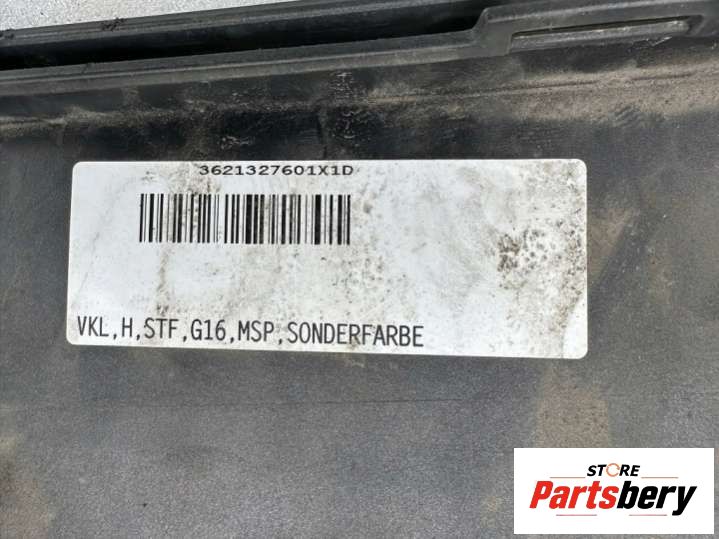 3621327601X1D
VKL,H,STF,G16,MSP,SONDERFARBE
STORE
Partsbery